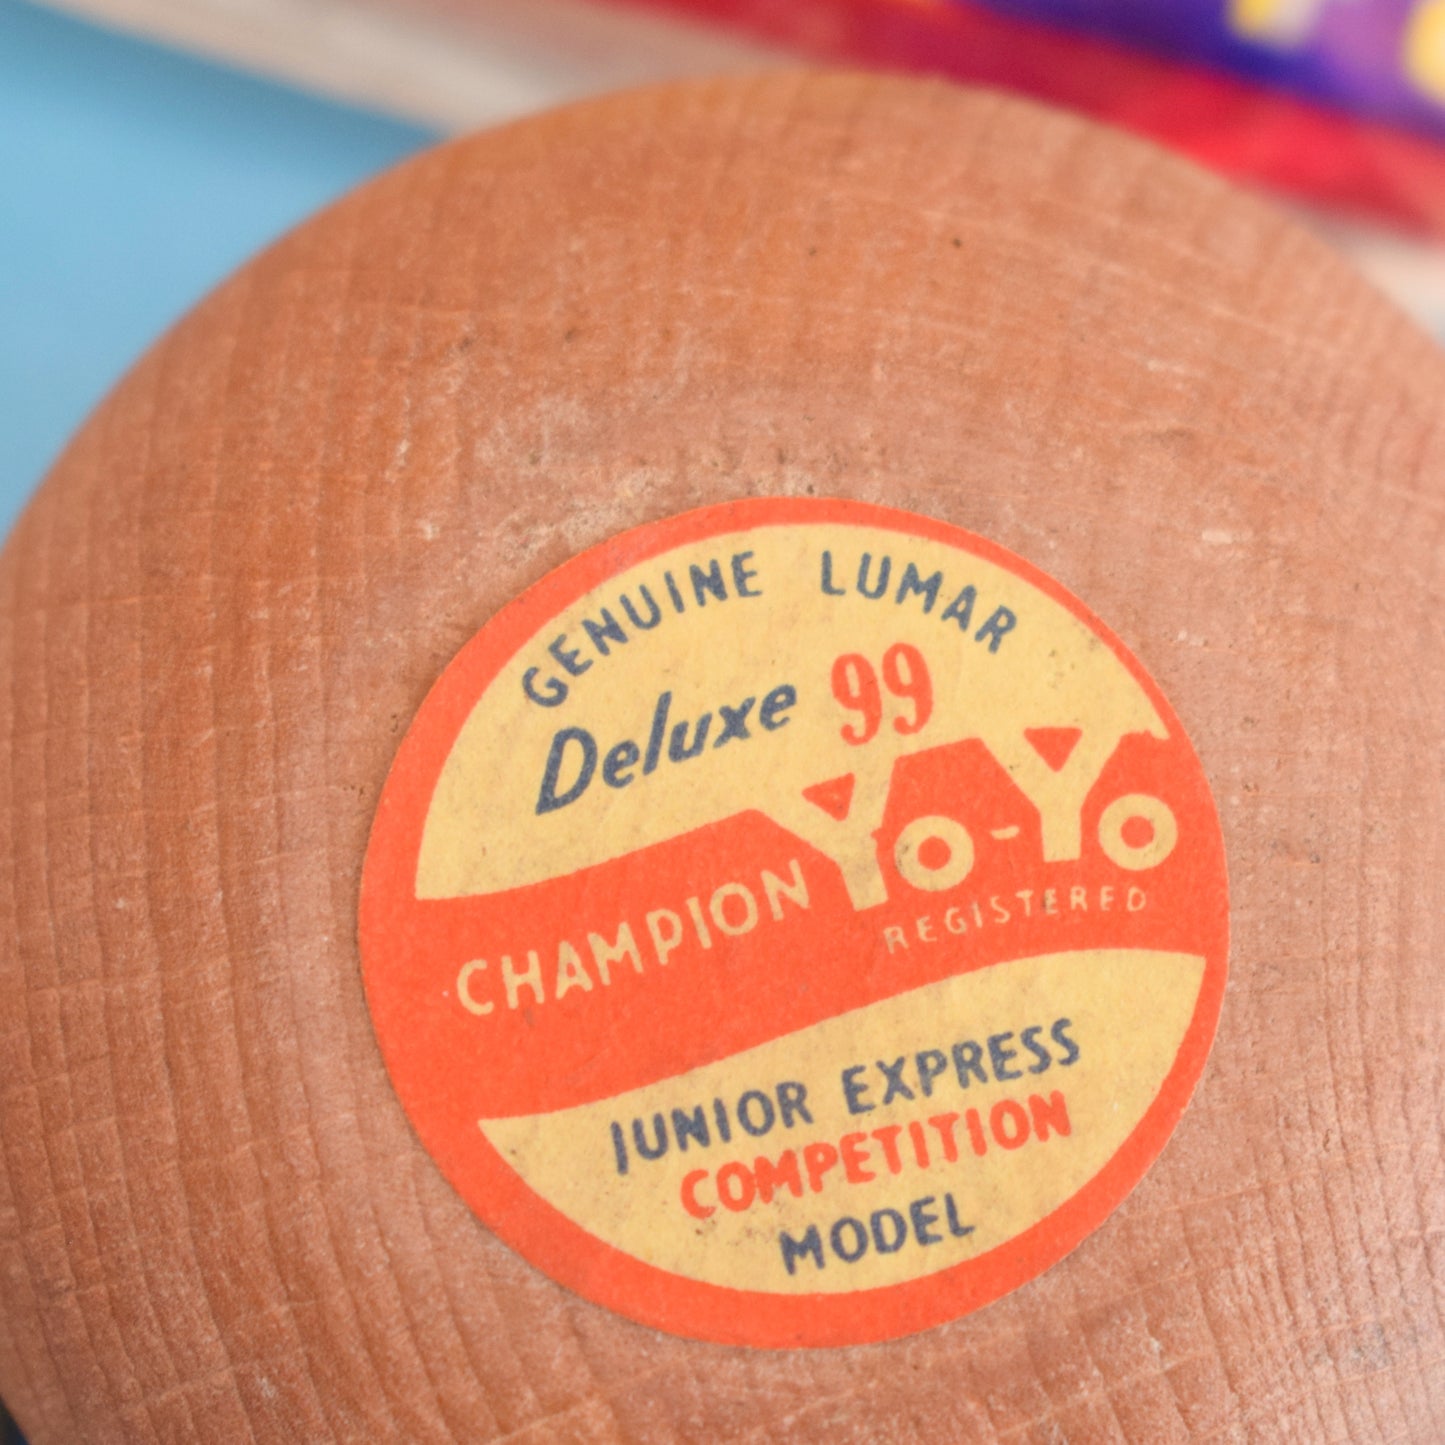 GENUINE LUMAR
Deluxe 99
CHAMPION Yo-Yo
REGISTERED
JUNIOR EXPRESS
COMPETITION
MODEL